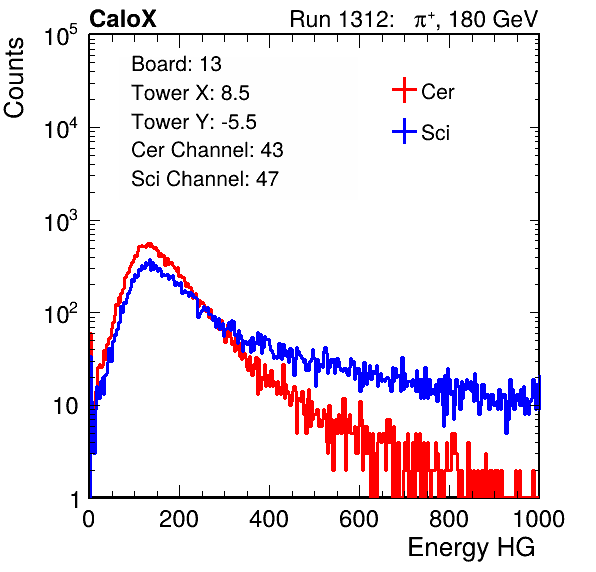 CaloX Run 1312: π⁺, 180 GeV
Counts
Board: 13
Tower X: 8.5
Tower Y: -5.5
Cer Channel: 43
Sci Channel: 47
Cer
Sci
10⁵
10⁴
10³
10²
10
1
0 200 400 600 800 1000
Energy HG